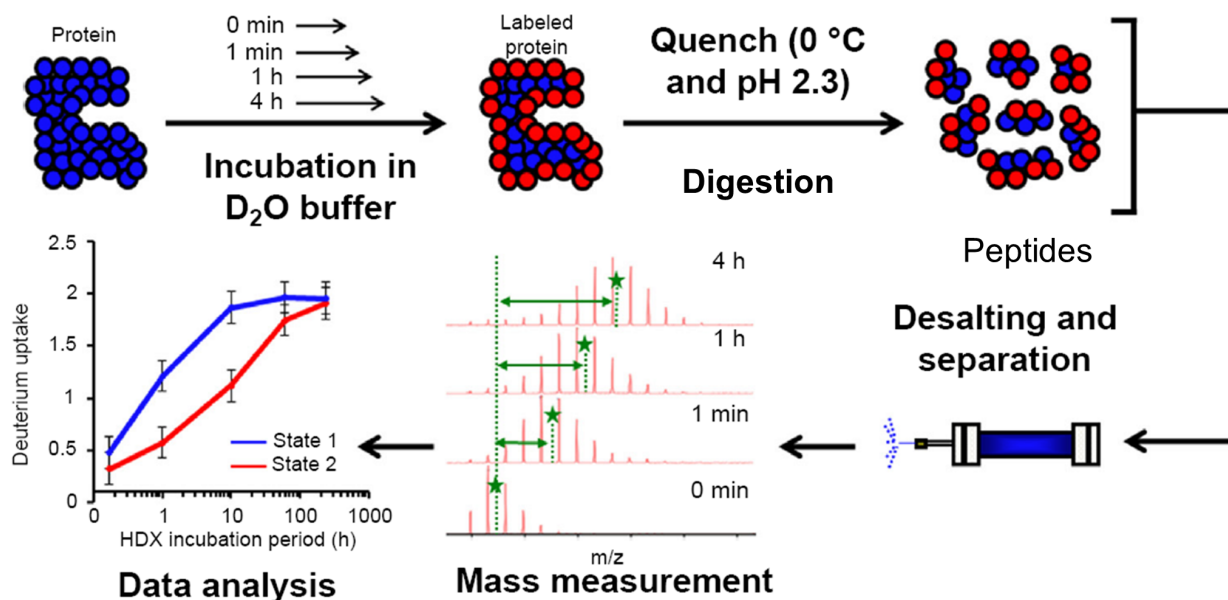 Protein
0 min
1 min
1 h
4 h
Incubation in
D₂O buffer
Labeled
protein
Quench (0 °C
and pH 2.3)
Digestion
Peptides
Desalting and
separation
4 h
1 h
1 min
0 min
m/z
Mass measurement
Deuterium uptake
2.5
2
1.5
1
0.5
0
State 1
State 2
0 1 10 100 1000
HDX incubation period (h)
Data analysis